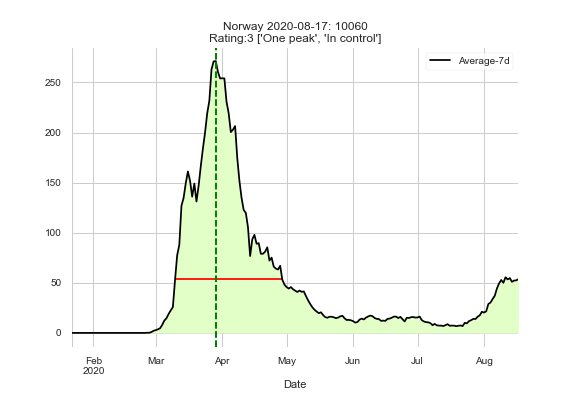 Norway 2020-08-17: 10060
Rating:3 ['One peak', 'In control']
Average-7d
250
200
150
100
50
0
Feb Mar Apr May Jun Jul Aug
2020
Date